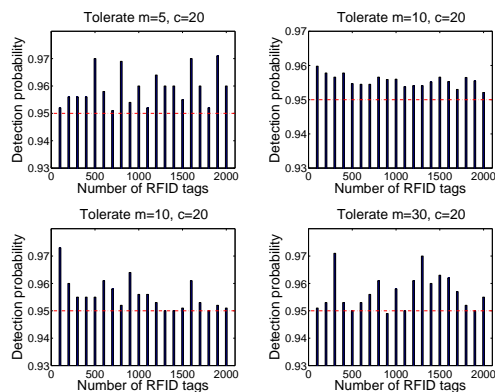 Tolerate m=5, c=20
Detection probability
0.97
0.96
0.95
0.94
0.93
0 500 1000 1500 2000
Number of RFID tags
Tolerate m=10, c=20
Detection probability
0.97
0.96
0.95
0.94
0.93
0 500 1000 1500 2000
Number of RFID tags
Tolerate m=10, c=20
Detection probability
0.97
0.96
0.95
0.94
0.93
0 500 1000 1500 2000
Number of RFID tags
Tolerate m=30, c=20
Detection probability
0.97
0.96
0.95
0.94
0.93
0 500 1000 1500 2000
Number of RFID tags